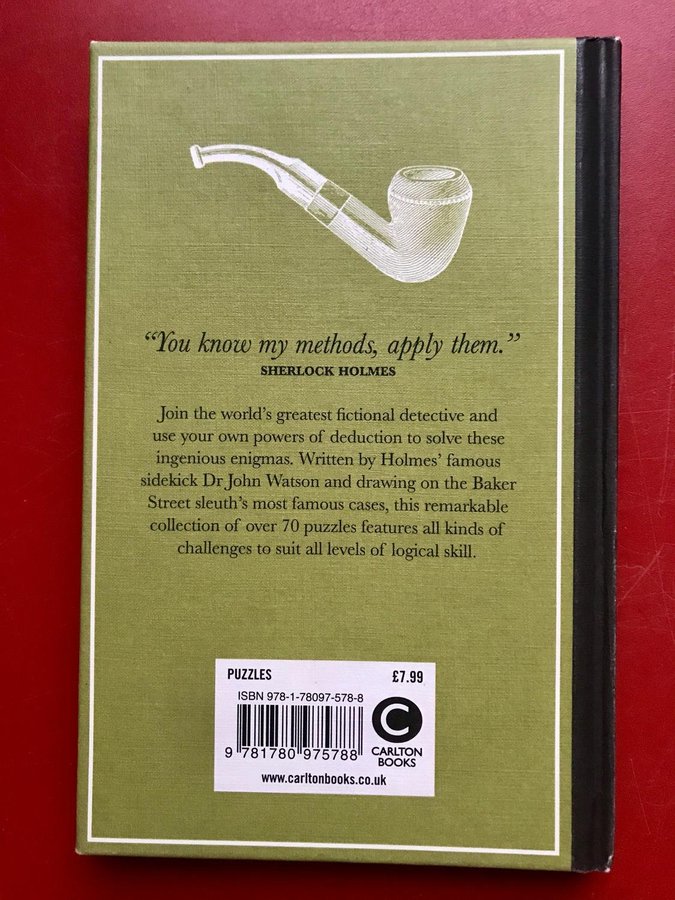 “You know my methods, apply them.”
SHERLOCK HOLMES
Join the world’s greatest fictional detective and
use your own powers of deduction to solve these
ingenious enigmas. Written by Holmes’ famous
sidekick Dr John Watson and drawing on the Baker
Street sleuth’s most famous cases, this remarkable
collection of over 70 puzzles features all kinds of
challenges to suit all levels of logical skill.
PUZZLES £7.99
ISBN 978-1-78097-578-8
C
CARLTON
BOOKS
9 781780 975788
www.carltonbooks.co.uk